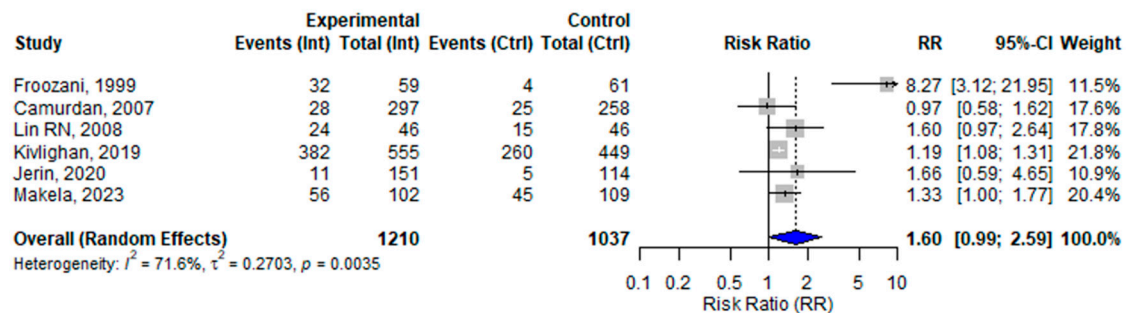 Experimental Control
Study Events (Int) Total (Int) Events (Ctrl) Total (Ctrl) Risk Ratio RR 95%-CI Weight
Froozani, 1999 32 59 4 61 8.27 [3.12; 21.95] 11.5%
Camurdan, 2007 28 297 25 258 0.97 [0.58; 1.62] 17.6%
Lin RN, 2008 24 46 15 46 1.60 [0.97; 2.64] 17.8%
Kivlighan, 2019 382 555 260 449 1.19 [1.08; 1.31] 21.8%
Jerin, 2020 11 151 5 114 1.66 [0.59; 4.65] 10.9%
Makela, 2023 56 102 45 109 1.33 [1.00; 1.77] 20.4%
Overall (Random Effects) 1210 1037 1.60 [0.99; 2.59] 100.0%
Heterogeneity: I² = 71.6%, τ² = 0.2703, p = 0.0035
0.1 0.2 0.5 1 2 5 10
Risk Ratio (RR)